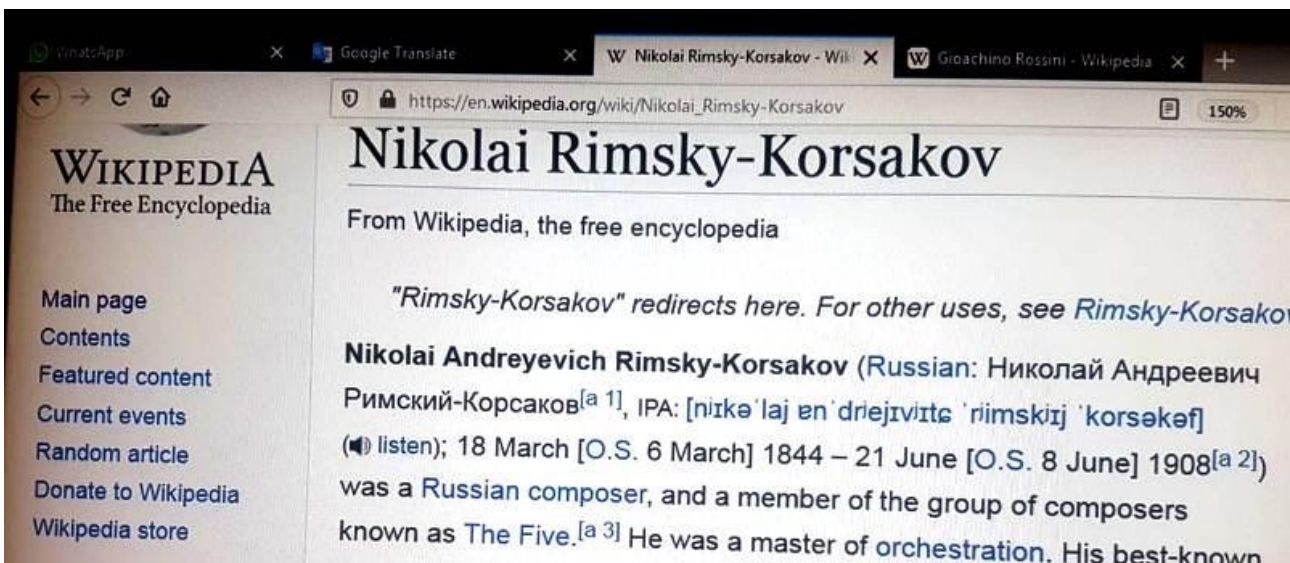 WhatsApp
Google Translate
W Nikolai Rimsky-Korsakov - Wik
W Gioachino Rossini - Wikipedia
https://en.wikipedia.org/wiki/Nikolai_Rimsky-Korsakov
150%
WIKIPEDIA
The Free Encyclopedia
Main page
Contents
Featured content
Current events
Random article
Donate to Wikipedia
Wikipedia store
Nikolai Rimsky-Korsakov
From Wikipedia, the free encyclopedia
"Rimsky-Korsakov" redirects here. For other uses, see Rimsky-Korsakov
Nikolai Andreyevich Rimsky-Korsakov (Russian: Николай Андреевич
Римский-Корсаков[a 1], IPA: [nʲɪkəˈlaj ɐnˈdrʲejɪvʲɪtɕ ˈrʲimskʲɪj ˈkorsəkəf]
(listen); 18 March [O.S. 6 March] 1844 – 21 June [O.S. 8 June] 1908[a 2])
was a Russian composer, and a member of the group of composers
known as The Five.[a 3] He was a master of orchestration. His best-known